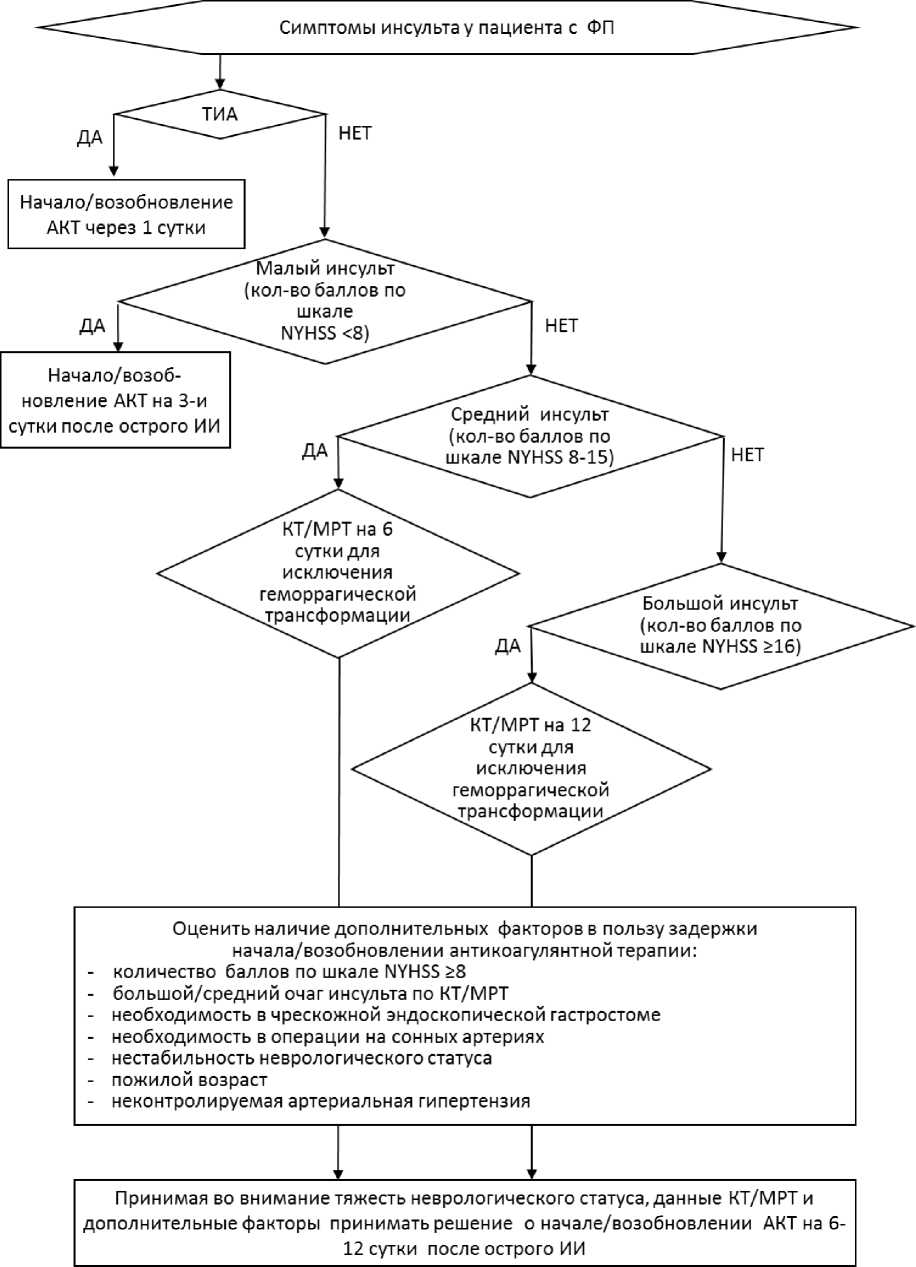 Симптомы инсульта у пациента с ФП
ТИА
ДА
НЕТ
Начало/возобновление
АКТ через 1 сутки
Малый инсульт
(кол-во баллов по
шкале
NYHSS <8)
ДА
НЕТ
Начало/возоб-
новление АКТ на 3-и
сутки после острого ИИ
Средний инсульт
(кол-во баллов по
шкале NYHSS 8-15)
ДА
НЕТ
КТ/МРТ на 6
сутки для
исключения
геморрагической
трансформации
Большой инсульт
(кол-во баллов по
шкале NYHSS ≥16)
ДА
КТ/МРТ на 12
сутки для
исключения
геморрагической
трансформации
Оценить наличие дополнительных факторов в пользу задержки
начала/возобновлении антикоагулянтной терапии:
- количество баллов по шкале NYHSS ≥8
- большой/средний очаг инсульта по КТ/МРТ
- необходимость в чрескожной эндоскопической гастростоме
- необходимость в операции на сонных артериях
- нестабильность неврологического статуса
- пожилой возраст
- неконтролируемая артериальная гипертензия
Принимая во внимание тяжесть неврологического статуса, данные КТ/МРТ и
дополнительные факторы принимать решение о начале/возобновлении АКТ на 6-
12 сутки после острого ИИ